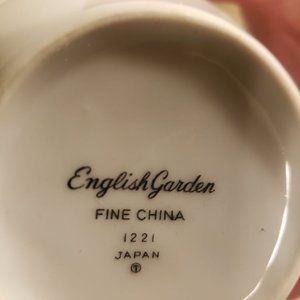 English Garden
FINE CHINA
1221
JAPAN
Ⓣ